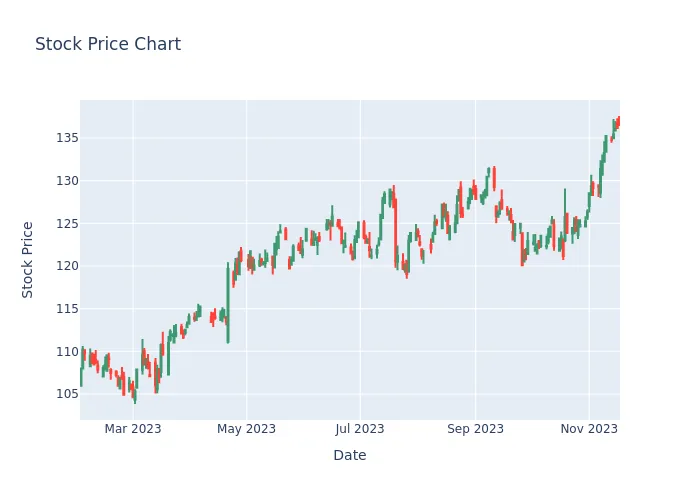 Stock Price Chart
Stock Price
135
130
125
120
115
110
105
Mar 2023
May 2023
Jul 2023
Sep 2023
Nov 2023
Date